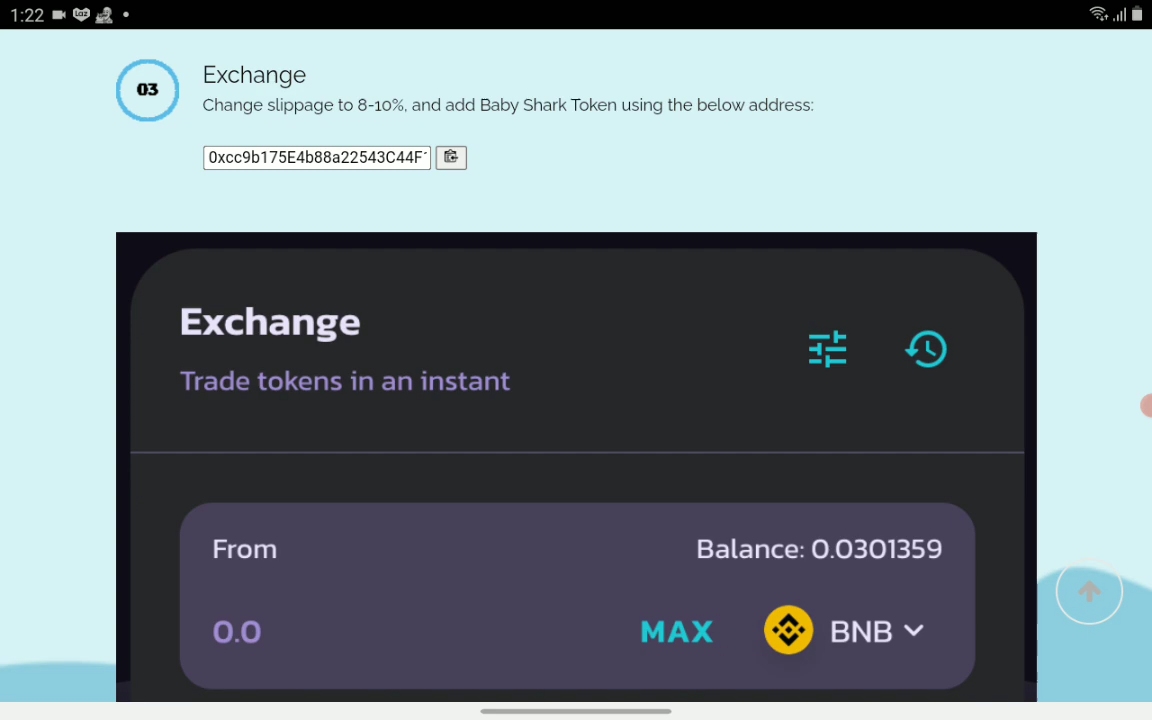 1:22
Laz
03
Exchange
Change slippage to 8-10%, and add Baby Shark Token using the below address:
0xcc9b175E4b88a22543C44F
Exchange
Trade tokens in an instant
From
Balance: 0.0301359
0.0
MAX
BNB